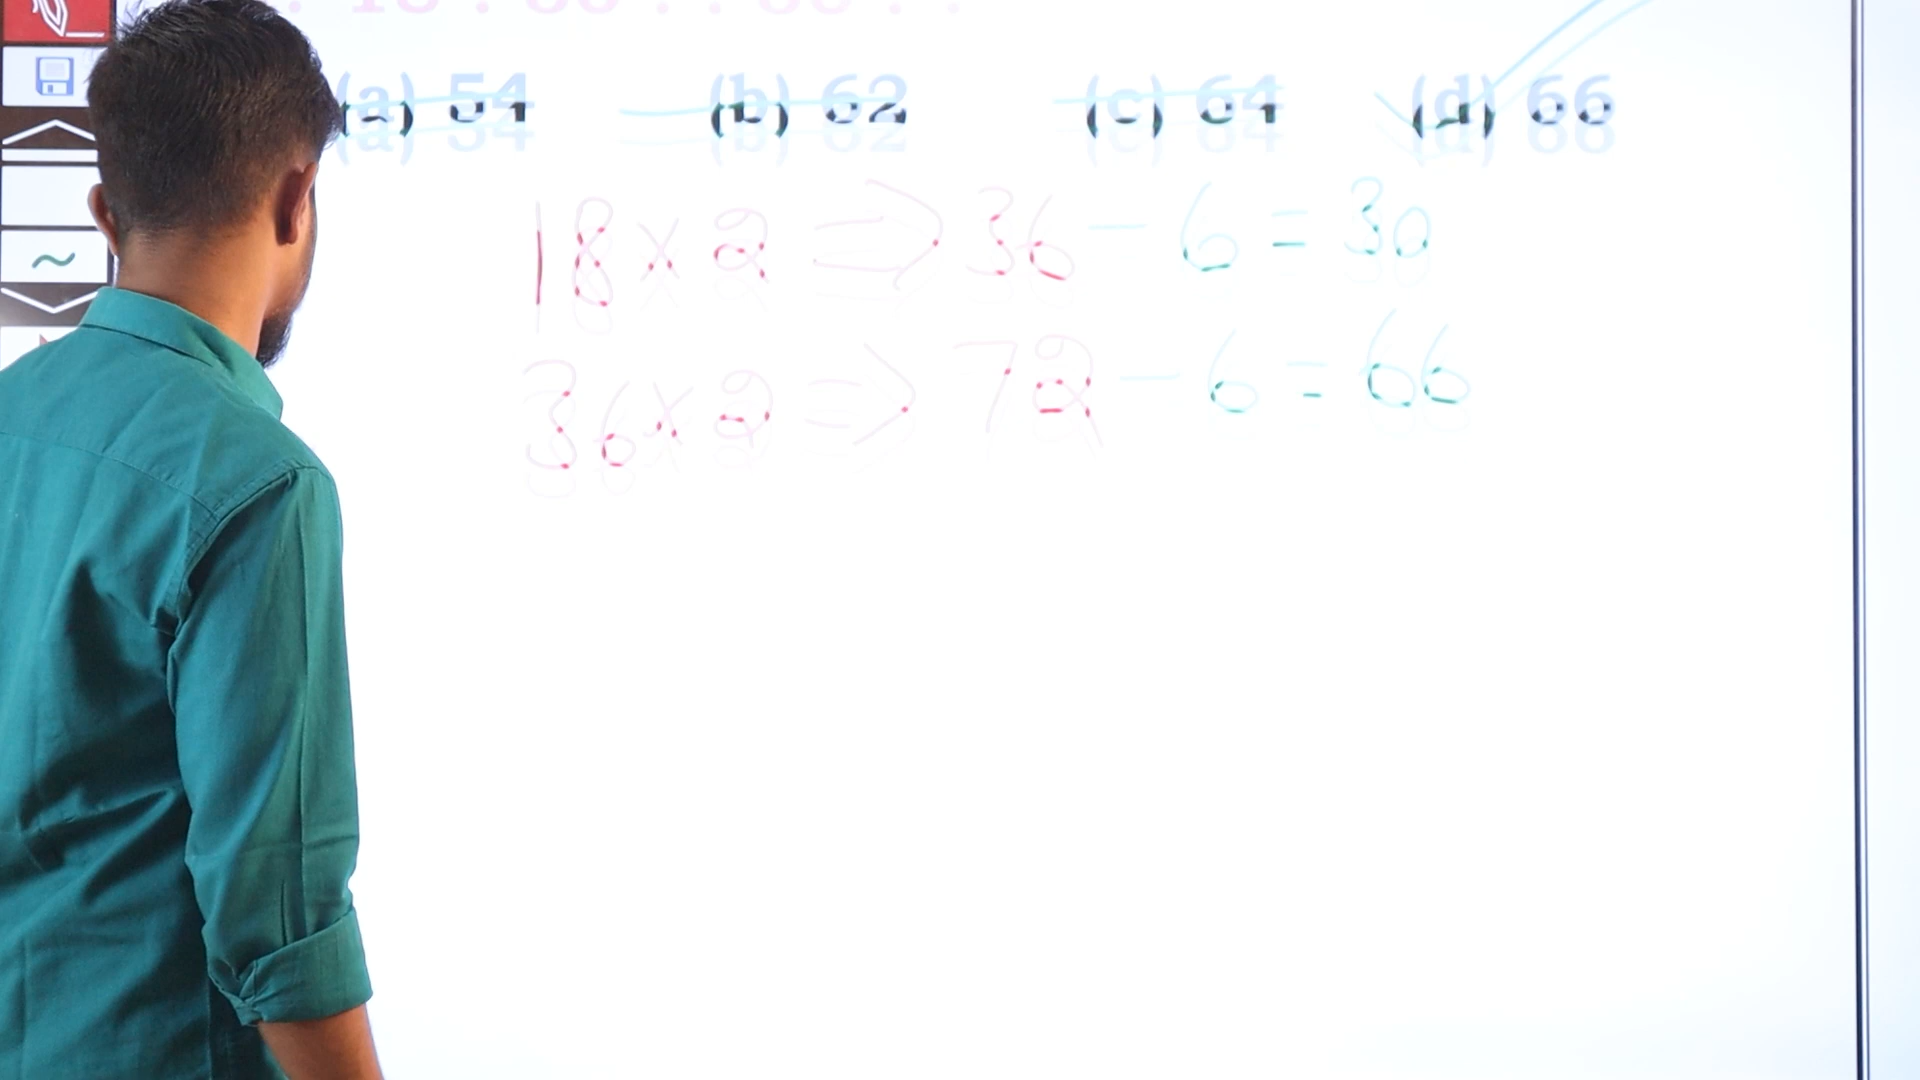 (a) 54 (b) 62 (c) 64 (d) 66
18 x 2 ⇒ 36 - 6 = 30
36 x 2 ⇒ 72 - 6 = 66